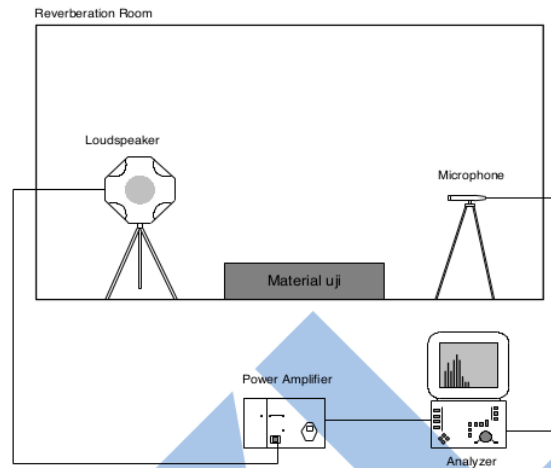 Reverberation Room
Loudspeaker
Microphone
Material uji
Power Amplifier
Analyzer